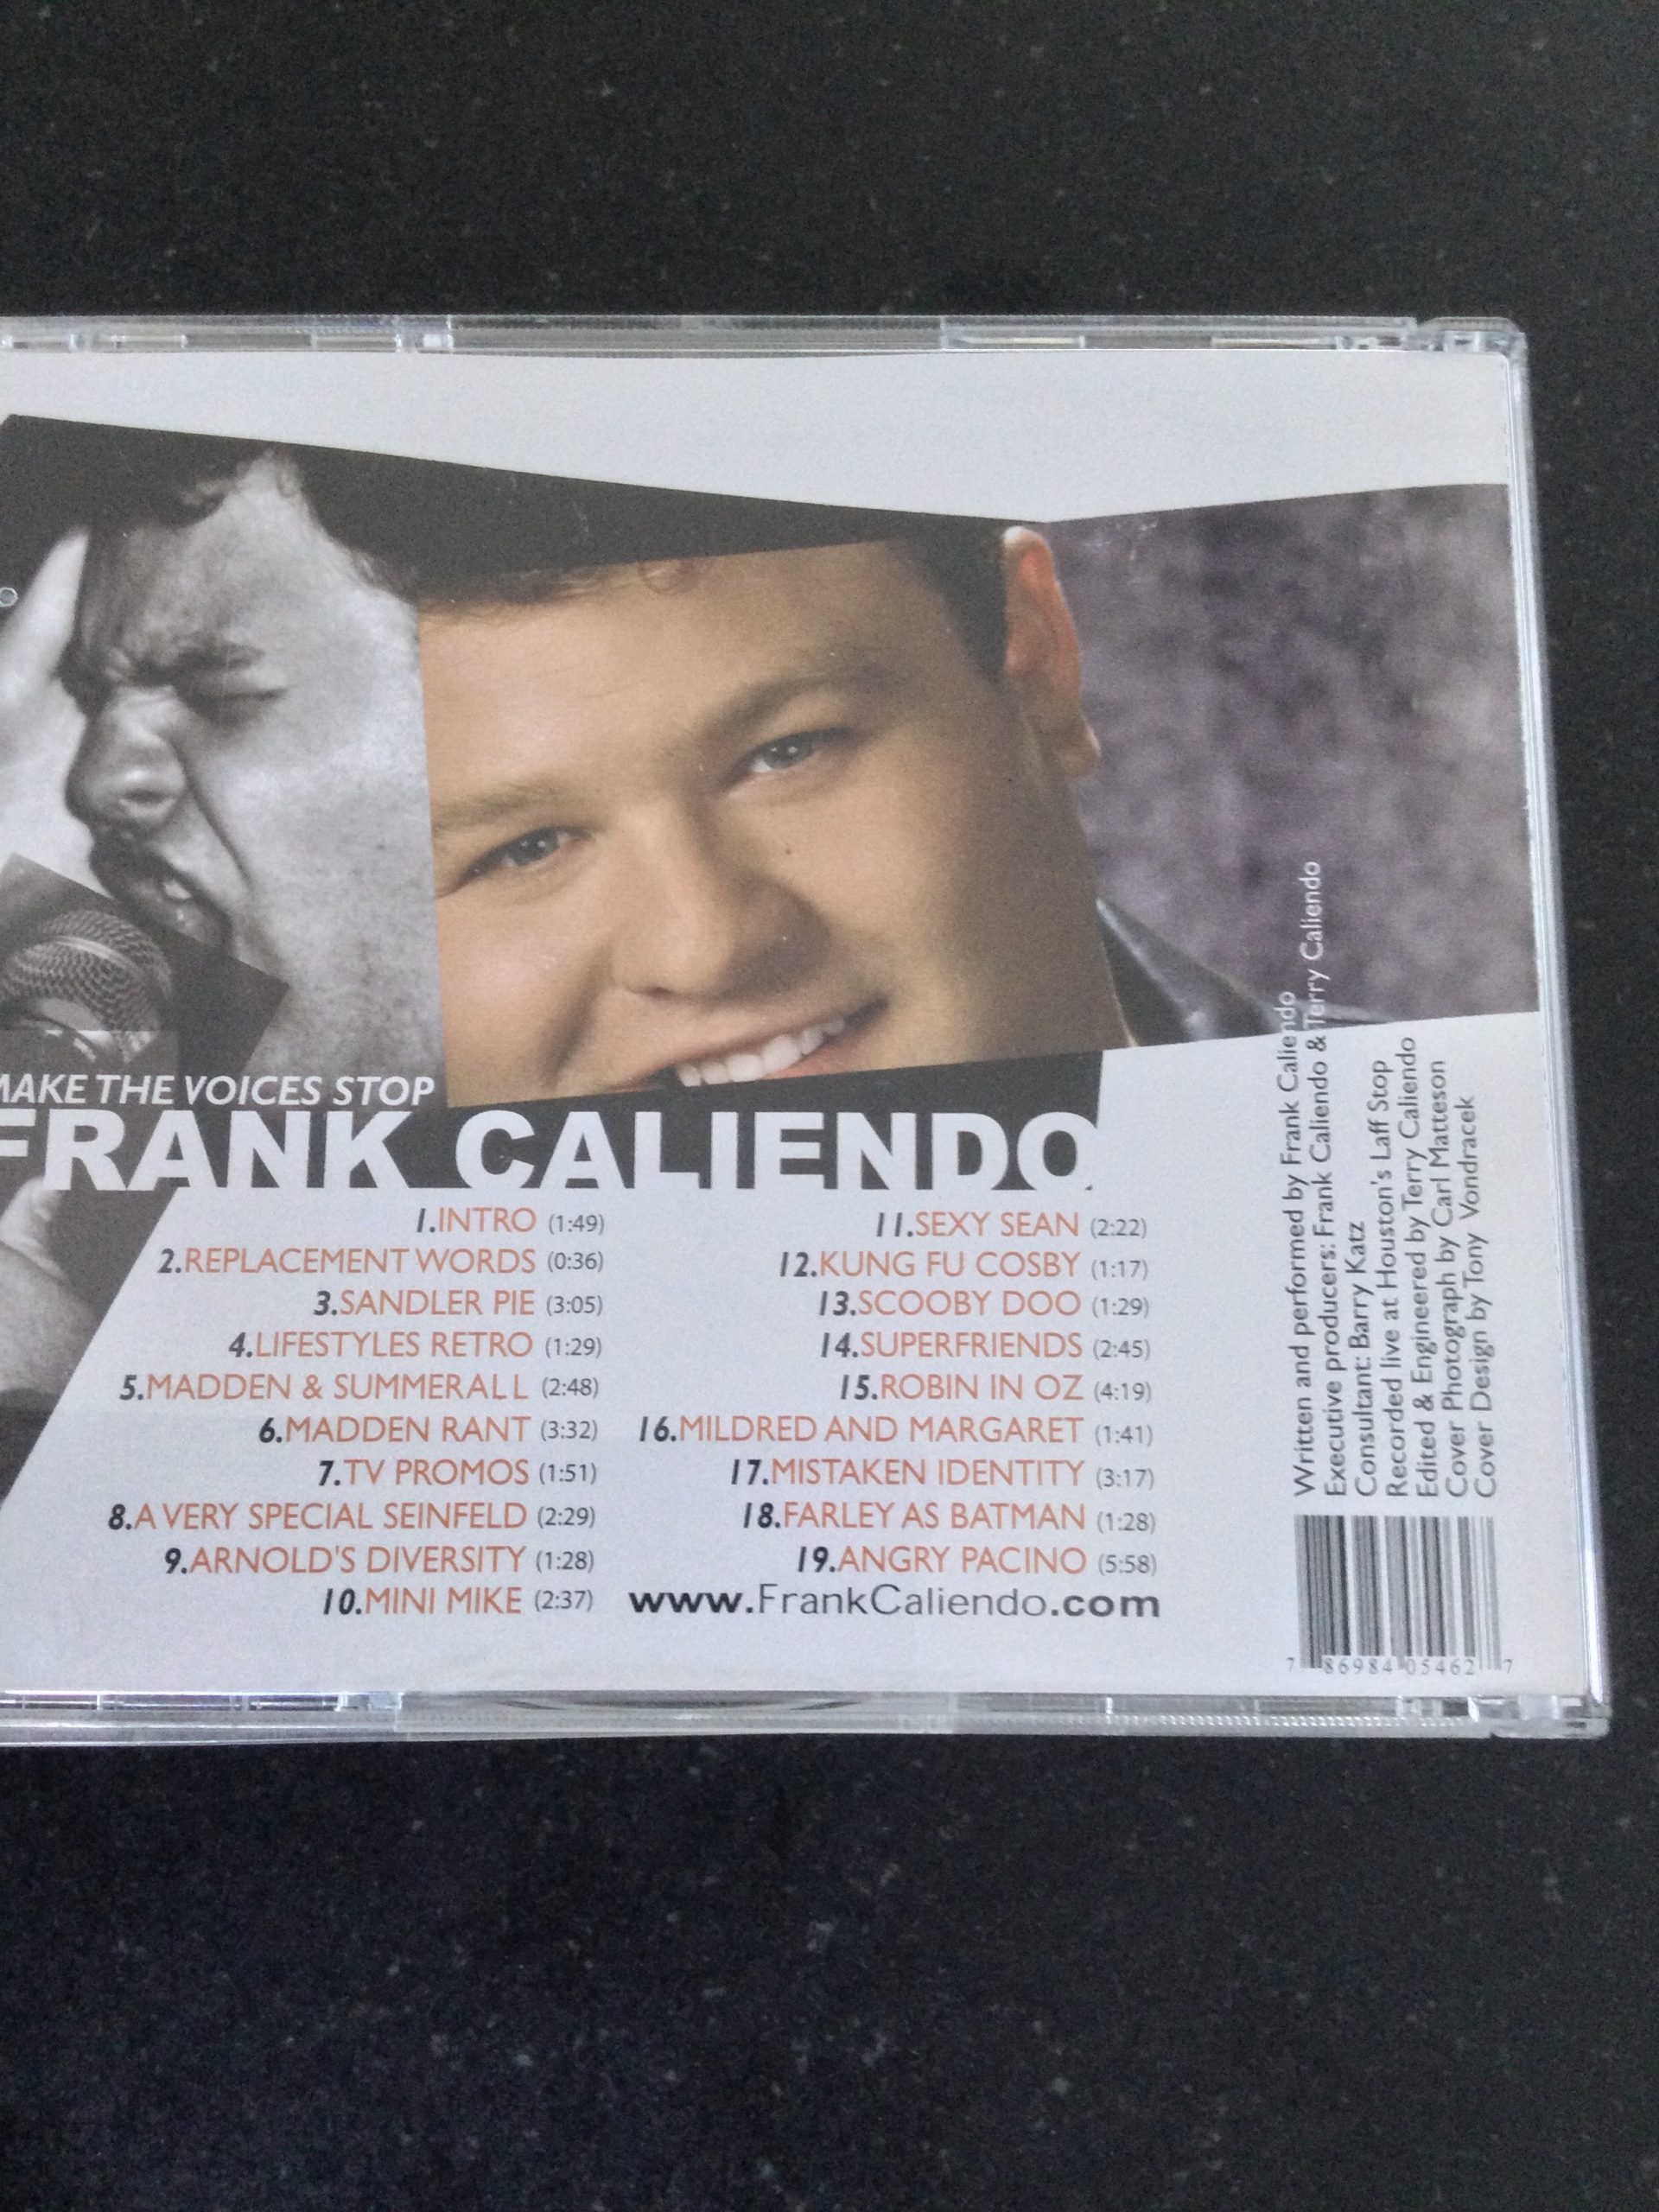 MAKE THE VOICES STOP
FRANK CALIENDO
1.INTRO (1:49)
2.REPLACEMENT WORDS (0:36)
3.SANDLER PIE (3:05)
4.LIFESTYLES RETRO (1:29)
5.MADDEN & SUMMERALL (2:48)
6.MADDEN RANT (3:32)
7.TV PROMOS (1:51)
8.A VERY SPECIAL SEINFELD (2:29)
9.ARNOLD'S DIVERSITY (1:28)
10.MINI MIKE (2:37)
11.SEXY SEAN (2:22)
12.KUNG FU COSBY (1:17)
13.SCOOBY DOO (1:29)
14.SUPERFRIENDS (2:45)
15.ROBIN IN OZ (4:19)
16.MILDRED AND MARGARET (1:41)
17.MISTAKEN IDENTITY (3:17)
18.FARLEY AS BATMAN (1:28)
19.ANGRY PACINO (5:58)
www.FrankCaliendo.com
Written and performed by Frank Caliendo
Executive producers: Frank Caliendo & Terry Caliendo
Consultant: Barry Katz
Recorded live at Houston's Laff Stop
Edited & Engineered by Terry Caliendo
Cover Photograph by Carl Matteson
Cover Design by Tony Vondracek
7 86984 05462 7